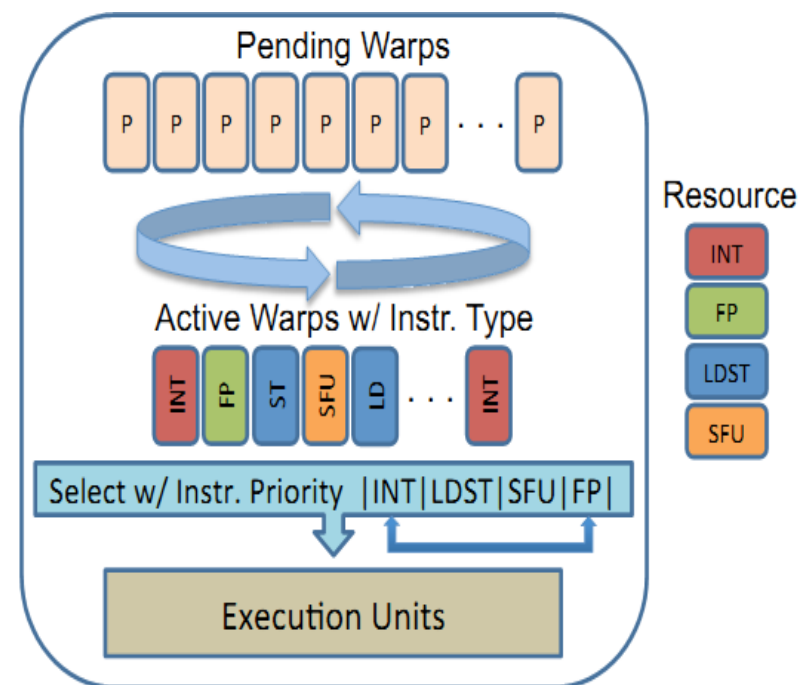 Pending Warps
P P P P P P P . . . P
Resource
INT
FP
LDST
SFU
Active Warps w/ Instr. Type
INT FP ST SFU LD . . . INT
Select w/ Instr. Priority |INT|LDST|SFU|FP|
Execution Units